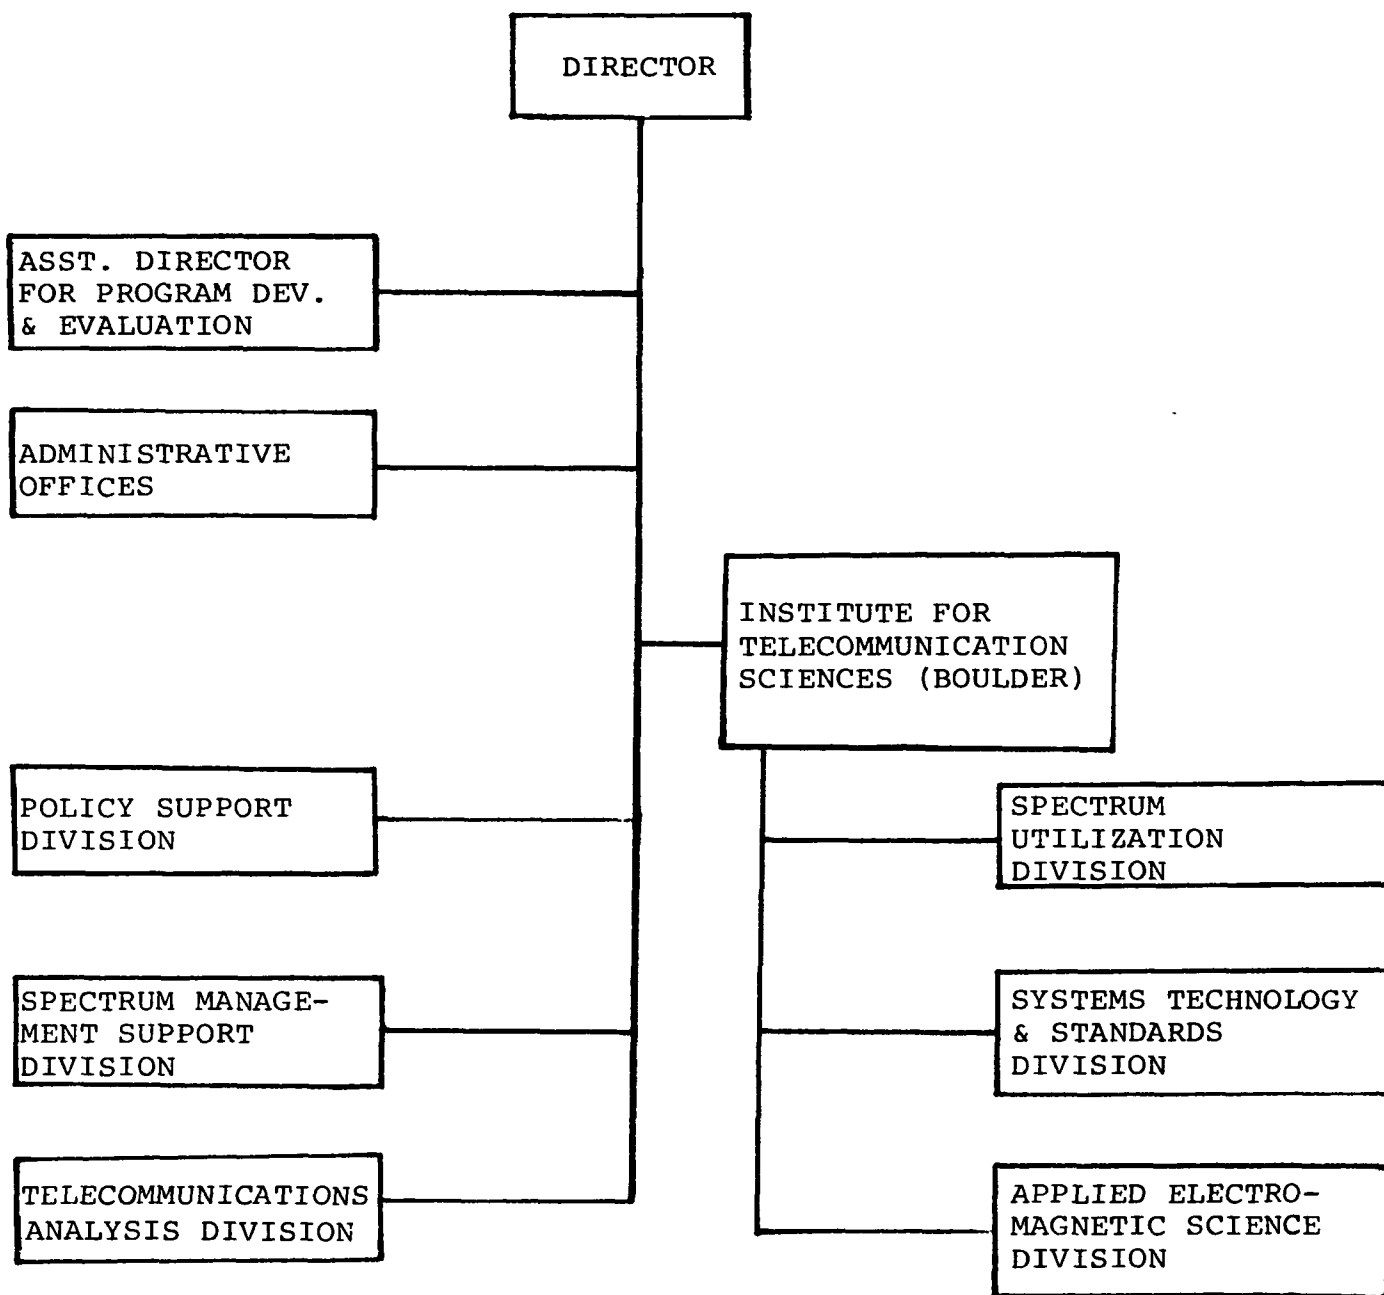 DIRECTOR
ASST. DIRECTOR
FOR PROGRAM DEV.
& EVALUATION
ADMINISTRATIVE
OFFICES
INSTITUTE FOR
TELECOMMUNICATION
SCIENCES (BOULDER)
POLICY SUPPORT
DIVISION
SPECTRUM
UTILIZATION
DIVISION
SPECTRUM MANAGE-
MENT SUPPORT
DIVISION
SYSTEMS TECHNOLOGY
& STANDARDS
DIVISION
TELECOMMUNICATIONS
ANALYSIS DIVISION
APPLIED ELECTRO-
MAGNETIC SCIENCE
DIVISION